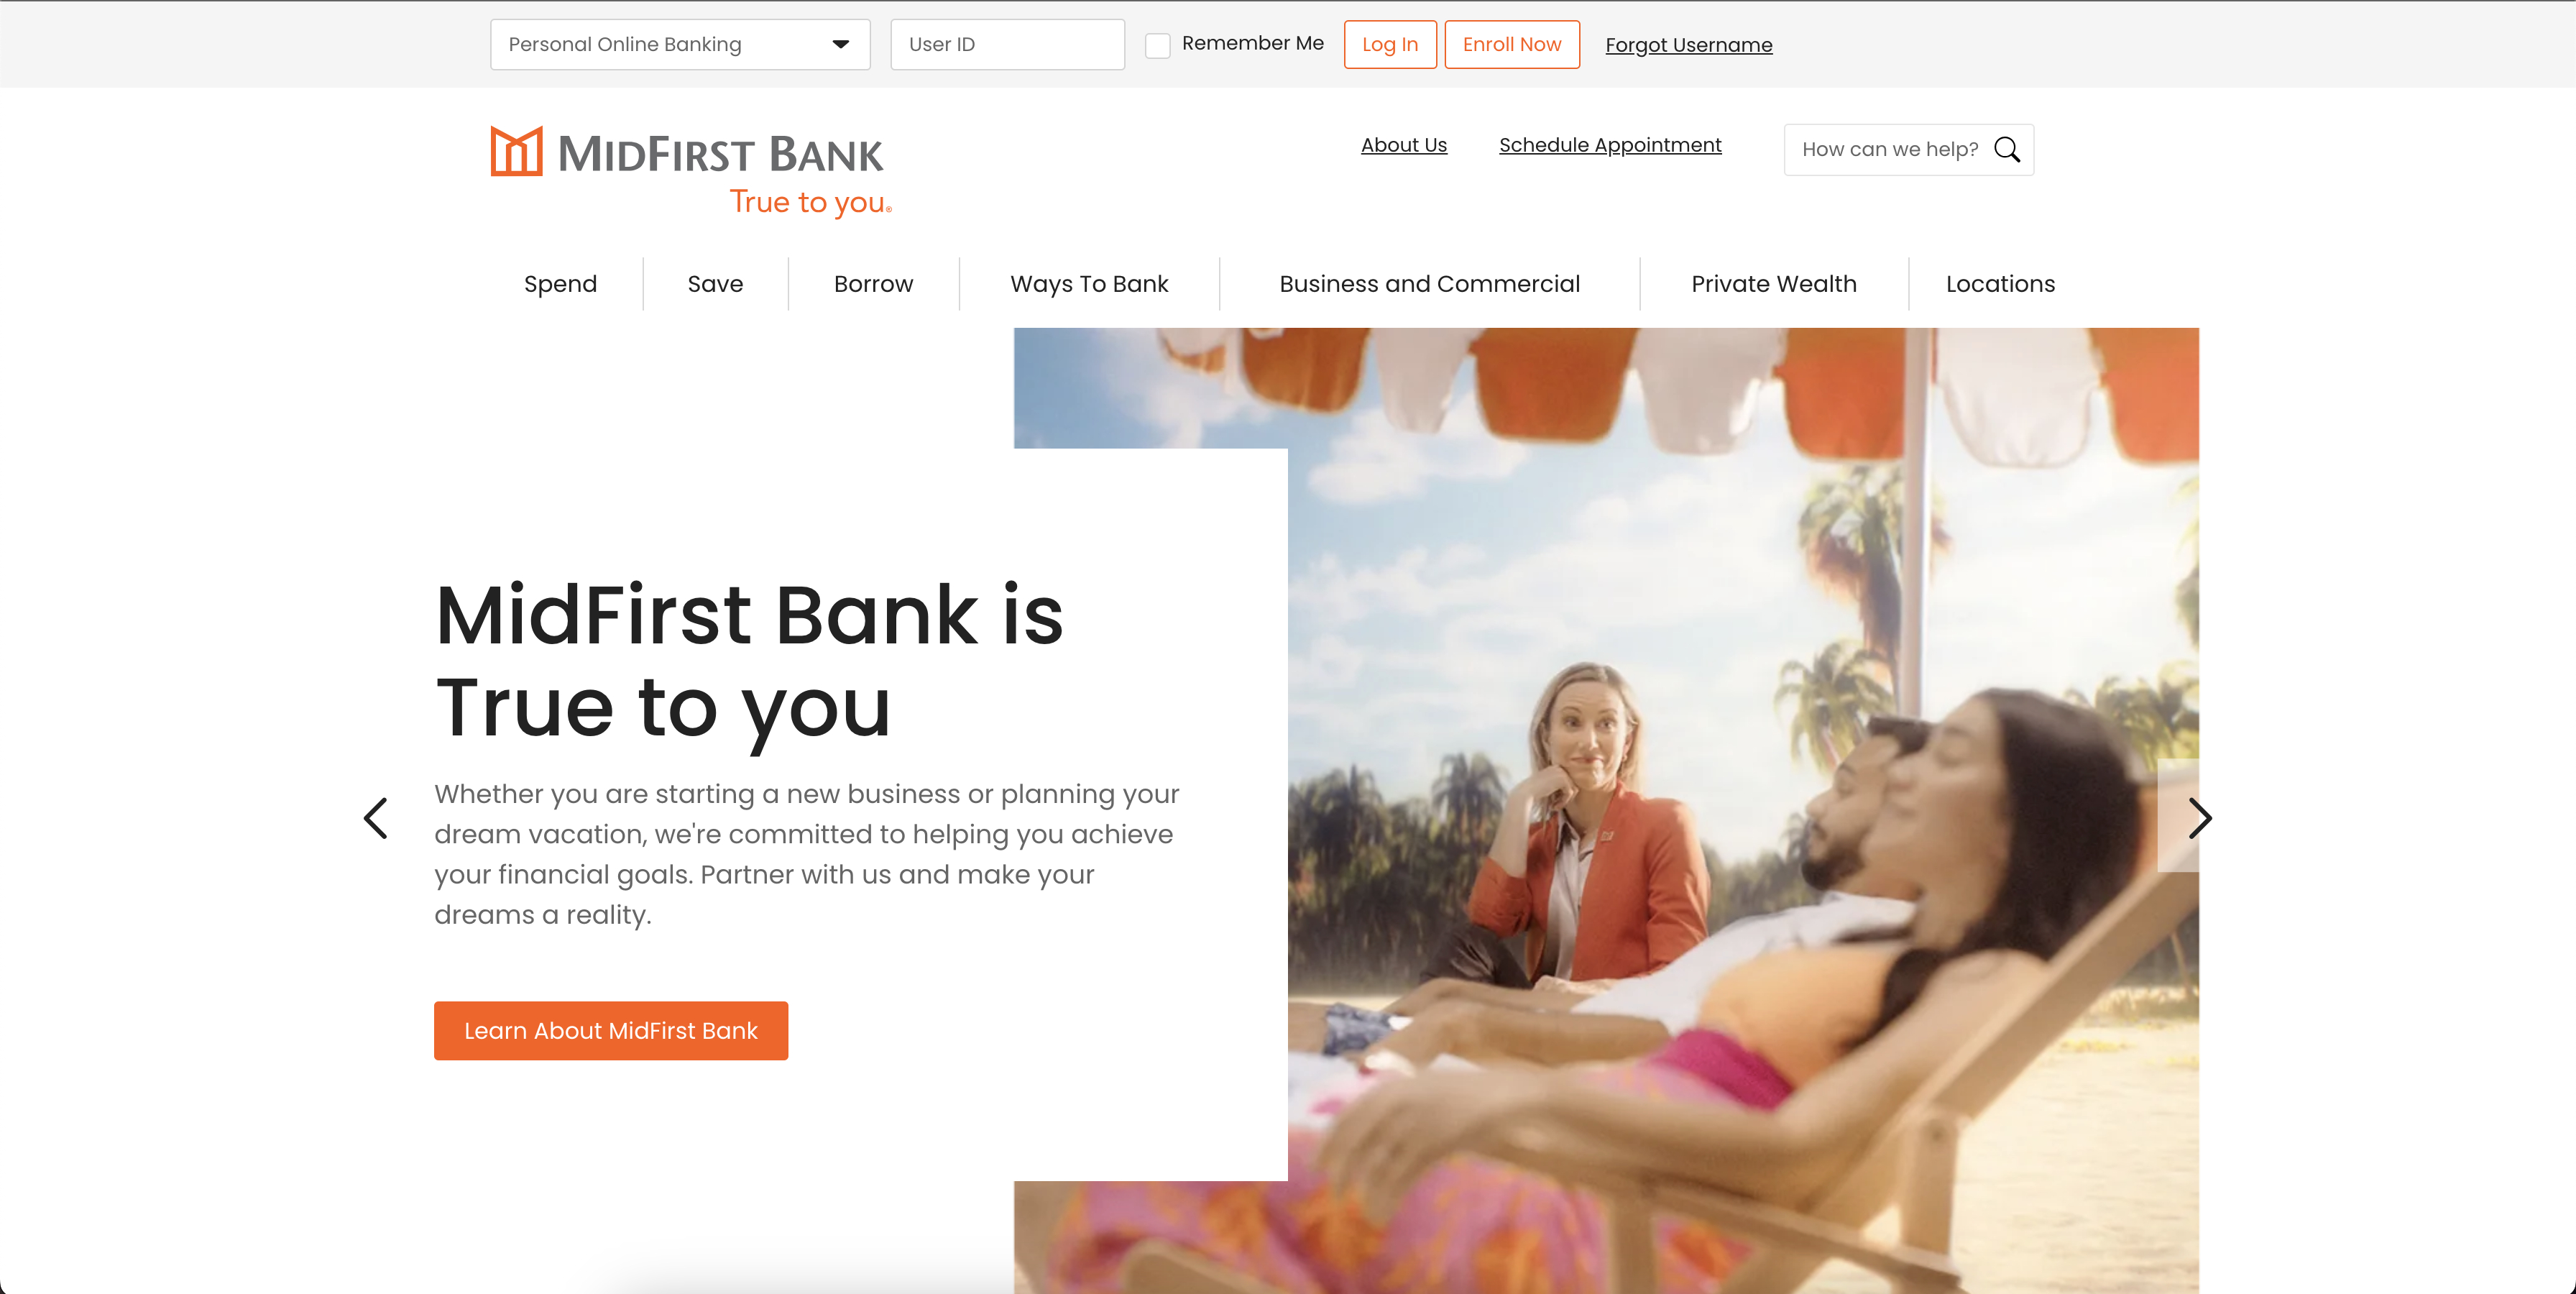 Personal Online Banking
User ID
Remember Me
Log In
Enroll Now
Forgot Username
MIDFIRST BANK
True to you®
About Us
Schedule Appointment
How can we help?
Spend
Save
Borrow
Ways To Bank
Business and Commercial
Private Wealth
Locations
MidFirst Bank is
True to you
Whether you are starting a new business or planning your
dream vacation, we're committed to helping you achieve
your financial goals. Partner with us and make your
dreams a reality.
Learn About MidFirst Bank